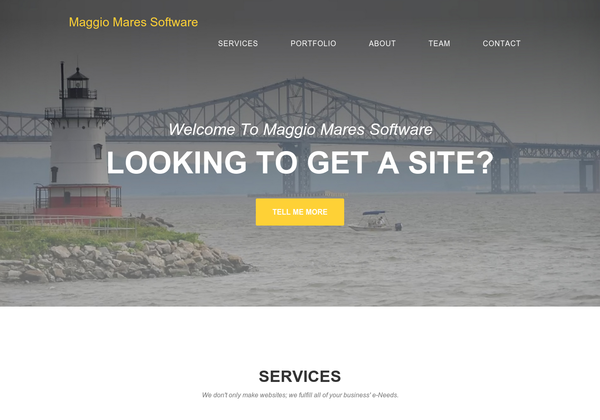 Maggio Mares Software
SERVICES PORTFOLIO ABOUT TEAM CONTACT
Welcome To Maggio Mares Software
LOOKING TO GET A SITE?
TELL ME MORE
SERVICES
We don't only make websites; we fulfill all of your business' e-Needs.